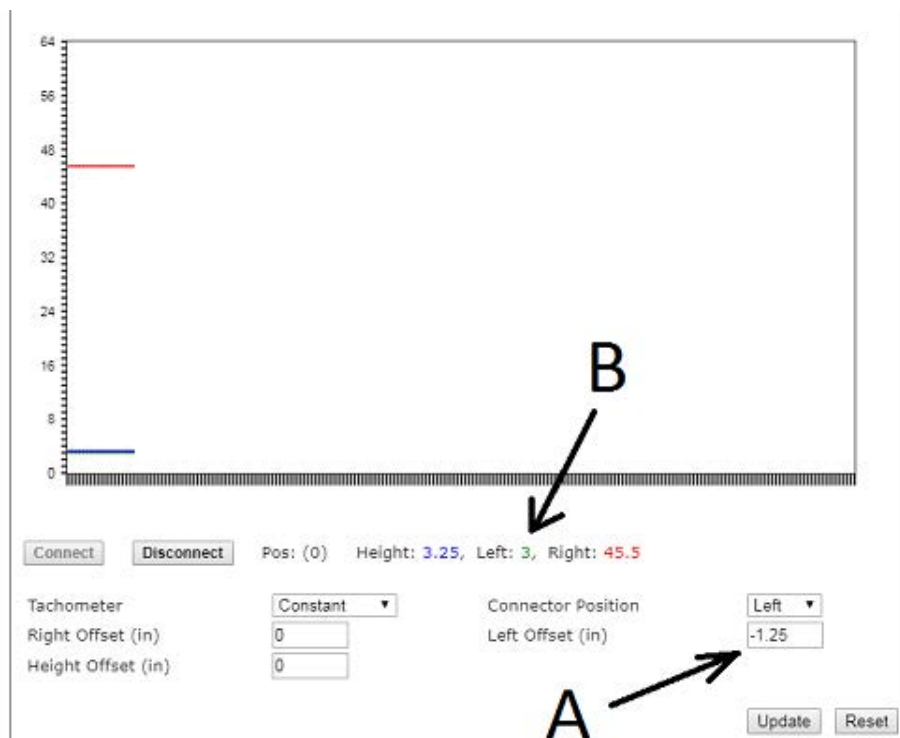 64
56
48
40
32
24
16
8
0
B
Connect Disconnect Pos: (0) Height: 3.25, Left: 3, Right: 45.5
Tachometer Constant Connector Position Left
Right Offset (in) 0 Left Offset (in) -1.25
Height Offset (in) 0
A
Update Reset